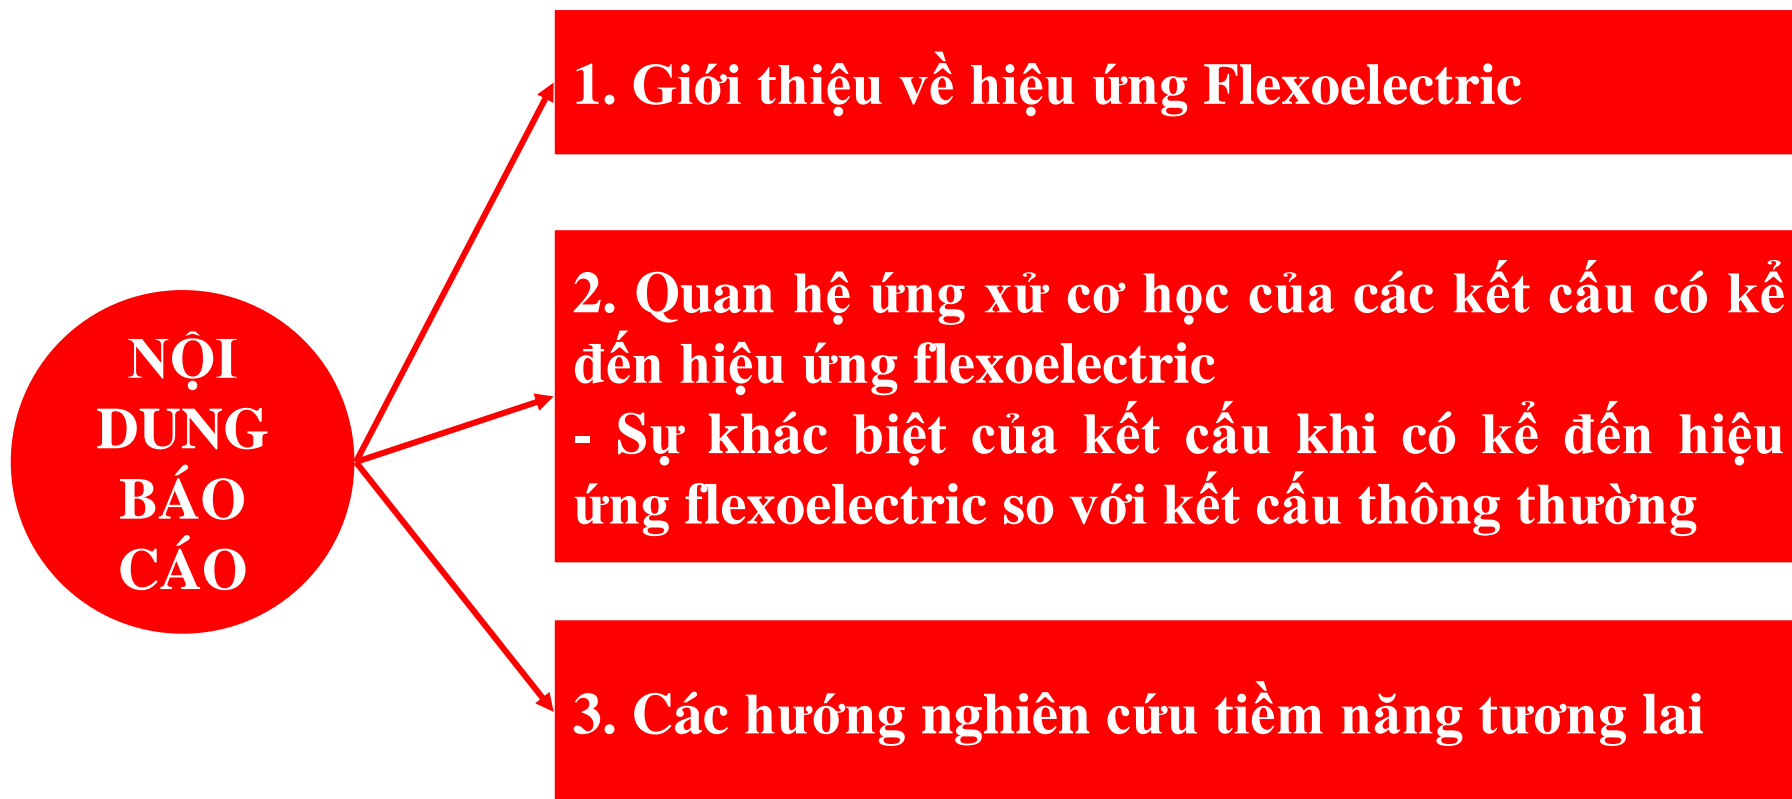 NỘI
DUNG
BÁO
CÁO
1. Giới thiệu về hiệu ứng Flexoelectric
2. Quan hệ ứng xử cơ học của các kết cấu có kể
đến hiệu ứng flexoelectric
- Sự khác biệt của kết cấu khi có kể đến hiệu
ứng flexoelectric so với kết cấu thông thường
3. Các hướng nghiên cứu tiềm năng tương lai